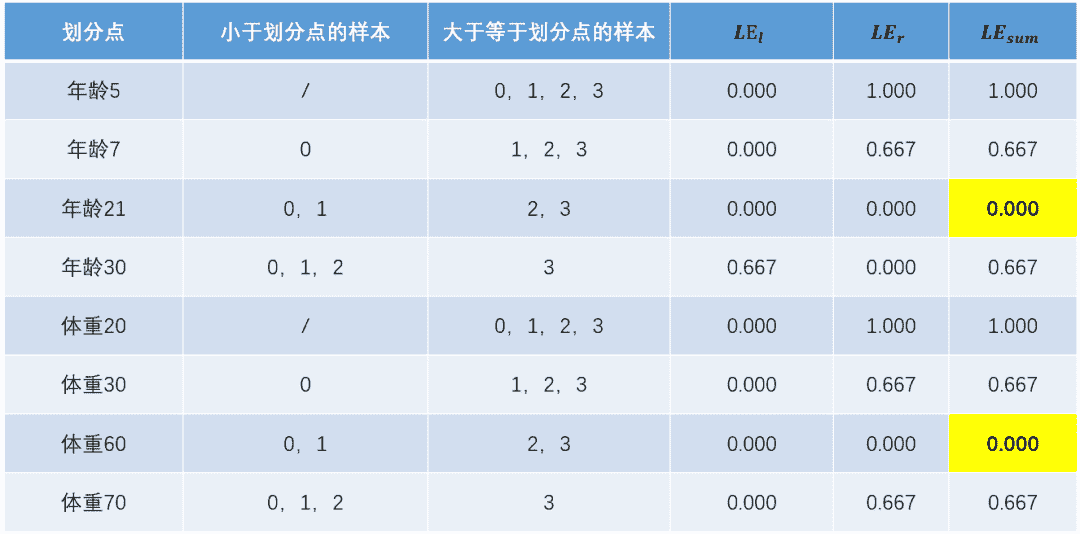 划分点 小于划分点的样本 大于等于划分点的样本 LE_l LE_r LE_sum
年龄5 / 0，1，2，3 0.000 1.000 1.000
年龄7 0 1，2，3 0.000 0.667 0.667
年龄21 0，1 2，3 0.000 0.000 0.000
年龄30 0，1，2 3 0.667 0.000 0.667
体重20 / 0，1，2，3 0.000 1.000 1.000
体重30 0 1，2，3 0.000 0.667 0.667
体重60 0，1 2，3 0.000 0.000 0.000
体重70 0，1，2 3 0.000 0.667 0.667